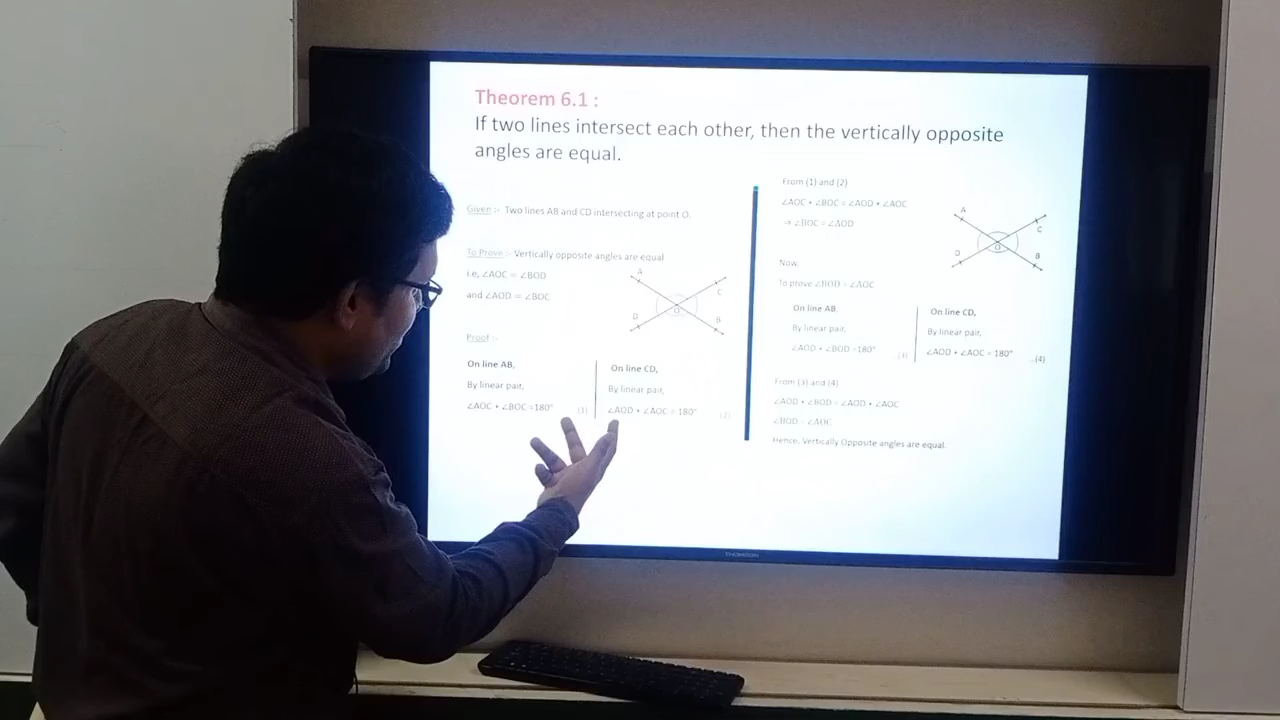 Theorem 6.1 :
If two lines intersect each other, then the vertically opposite
angles are equal.
Given :- Two lines AB and CD intersecting at point O.
To Prove :- Vertically opposite angles are equal
i.e, ∠AOC = ∠BOD
and ∠AOD = ∠BOC
A
C
O
D
B
Proof :-
On line AB,
By linear pair,
∠AOC + ∠BOC =180° (1)
On line CD,
By linear pair,
∠AOD + ∠AOC = 180° (2)
From (1) and (2)
∠AOC + ∠BOC = ∠AOD + ∠AOC
⇒ ∠BOC = ∠AOD
A
C
O
D
B
Now,
To prove ∠BOD = ∠AOC
On line AB,
By linear pair,
∠AOD + ∠BOD =180° (3)
On line CD,
By linear pair,
∠AOD + ∠AOC = 180° ...(4)
From (3) and (4)
∠AOD + ∠BOD = ∠AOD + ∠AOC
∠BOD = ∠AOC
Hence, Vertically Opposite angles are equal.
THOMSON